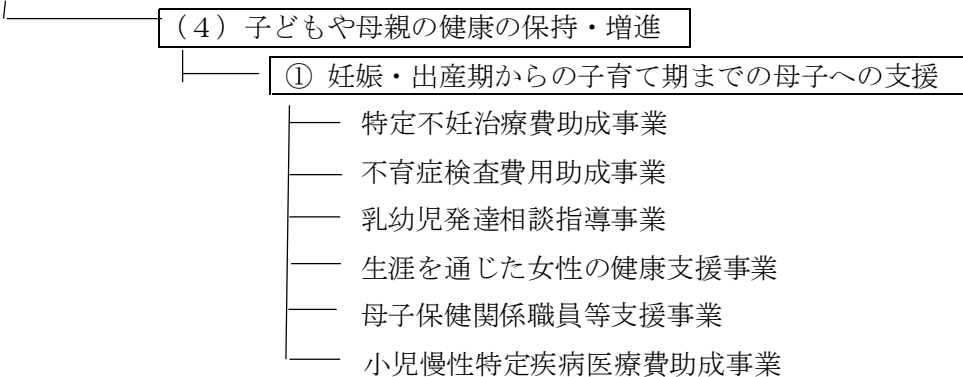 （４）子どもや母親の健康の保持・増進
① 妊娠・出産期からの子育て期までの母子への支援
特定不妊治療費助成事業
不育症検査費用助成事業
乳幼児発達相談指導事業
生涯を通じた女性の健康支援事業
母子保健関係職員等支援事業
小児慢性特定疾病医療費助成事業